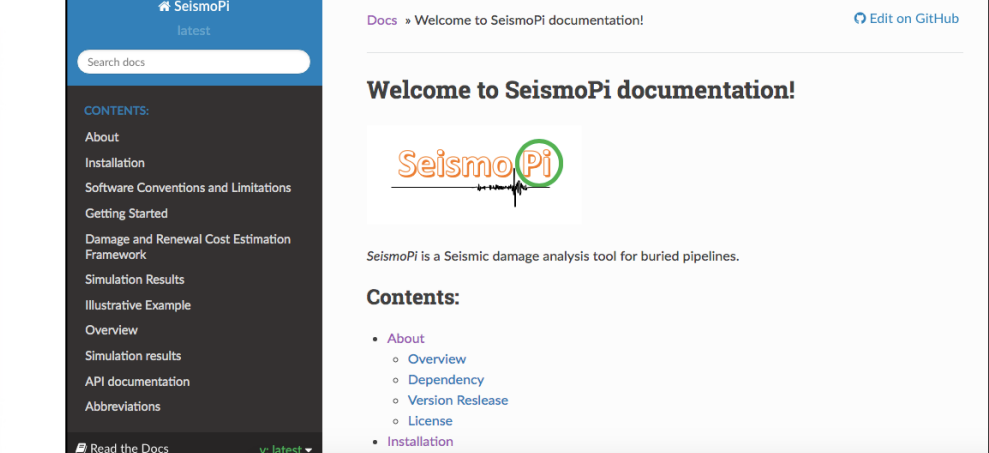 SeismoPi
latest
Search docs
CONTENTS:
About
Installation
Software Conventions and Limitations
Getting Started
Damage and Renewal Cost Estimation
Framework
Simulation Results
Illustrative Example
Overview
Simulation results
API documentation
Abbreviations
Read the Docs
v: latest
Docs » Welcome to SeismoPi documentation!
Edit on GitHub
Welcome to SeismoPi documentation!
SeismoPi
SeismoPi is a Seismic damage analysis tool for buried pipelines.
Contents:
• About
◦ Overview
◦ Dependency
◦ Version Reslease
◦ License
• Installation